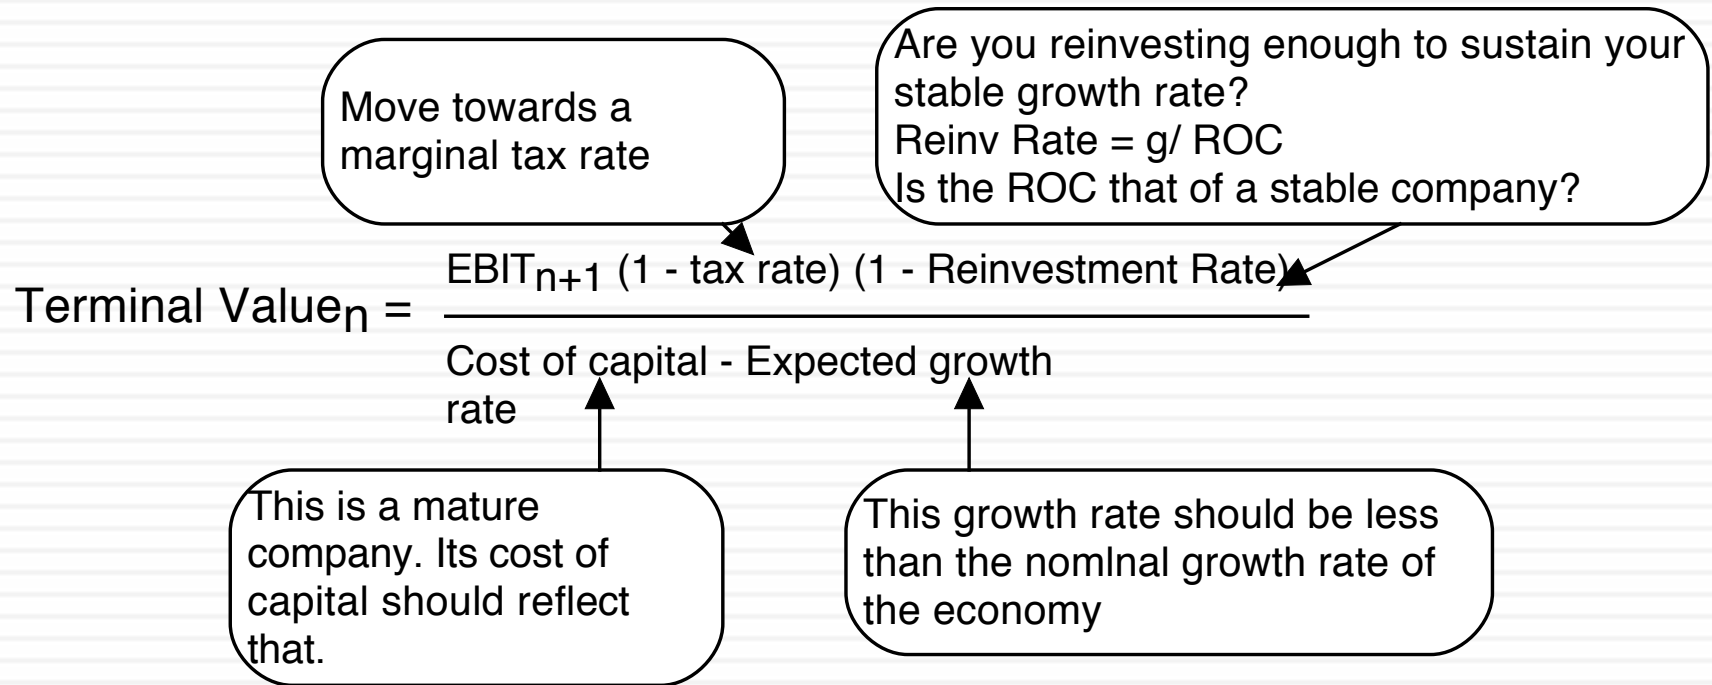 Move towards a
marginal tax rate
Are you reinvesting enough to sustain your
stable growth rate?
Reinv Rate = g/ ROC
Is the ROC that of a stable company?
Terminal Valuen =
EBITn+1 (1 - tax rate) (1 - Reinvestment Rate)
Cost of capital - Expected growth
rate
This is a mature
company. Its cost of
capital should reflect
that.
This growth rate should be less
than the nomInal growth rate of
the economy